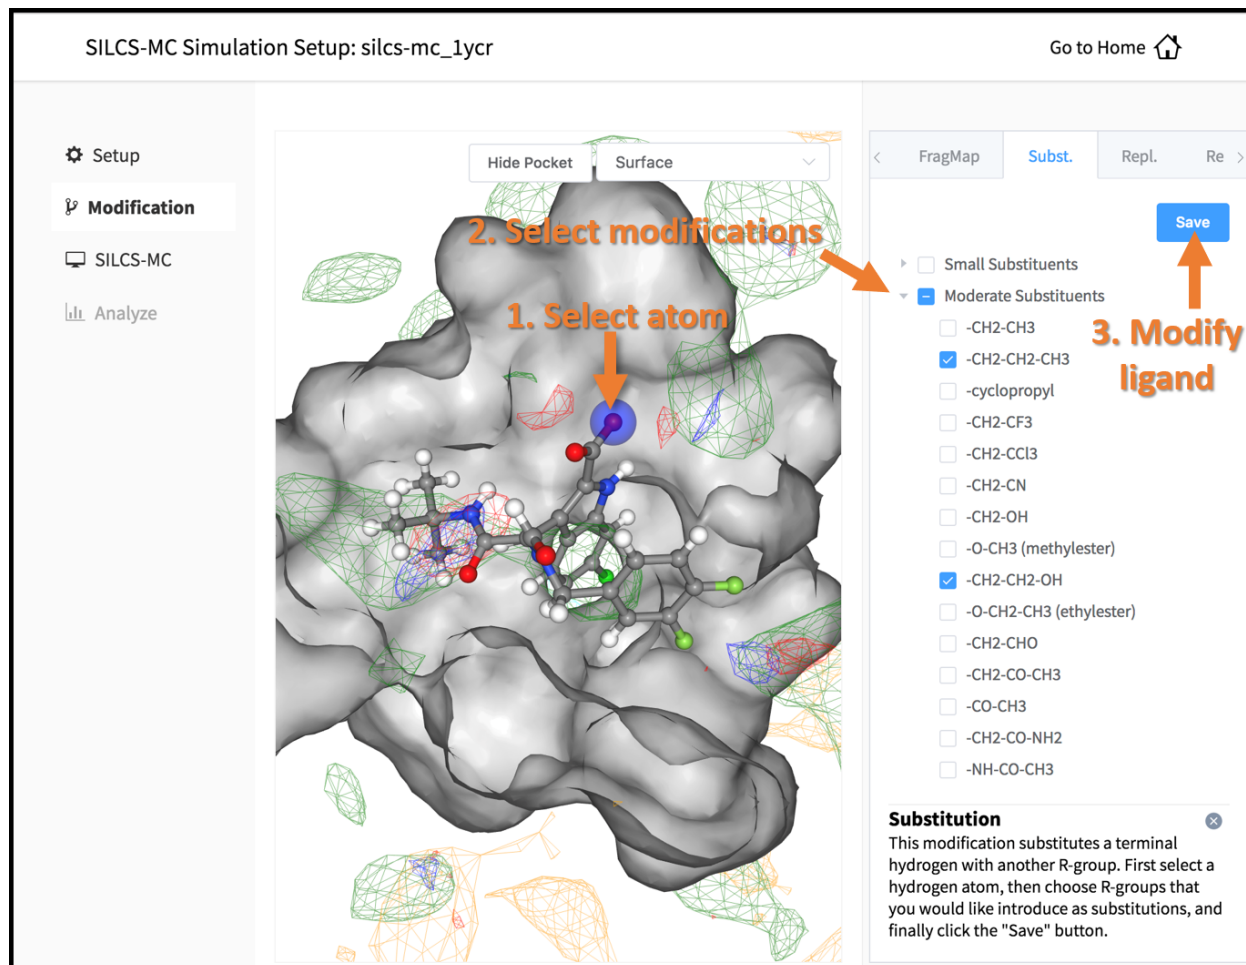 SILCS-MC Simulation Setup: silcs-mc_1ycr
Go to Home
Setup
Modification
SILCS-MC
Analyze
Hide Pocket
Surface
2. Select modifications
1. Select atom
FragMap
Subst.
Repl.
Re
Save
Small Substituents
Moderate Substituents
-CH2-CH3
-CH2-CH2-CH3
-cyclopropyl
-CH2-CF3
-CH2-CCl3
-CH2-CN
-CH2-OH
-O-CH3 (methylester)
-CH2-CH2-OH
-O-CH2-CH3 (ethylester)
-CH2-CHO
-CH2-CO-CH3
-CO-CH3
-CH2-CO-NH2
-NH-CO-CH3
3. Modify
ligand
Substitution
This modification substitutes a terminal
hydrogen with another R-group. First select a
hydrogen atom, then choose R-groups that
you would like introduce as substitutions, and
finally click the "Save" button.